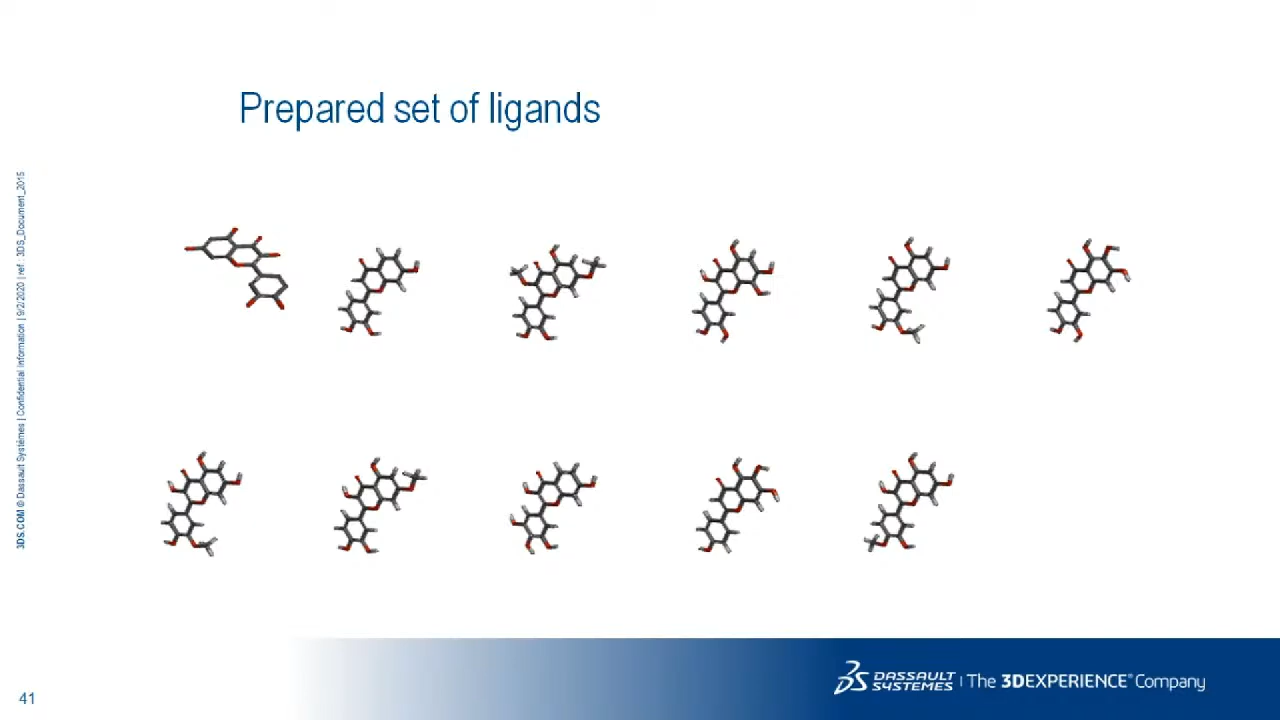 Prepared set of ligands
3DS.COM © Dassault Systèmes | Confidential Information | 9/2/2020 | ref.: 3DS_Document_2015
41
DASSAULT
SYSTEMES | The 3DEXPERIENCE® Company